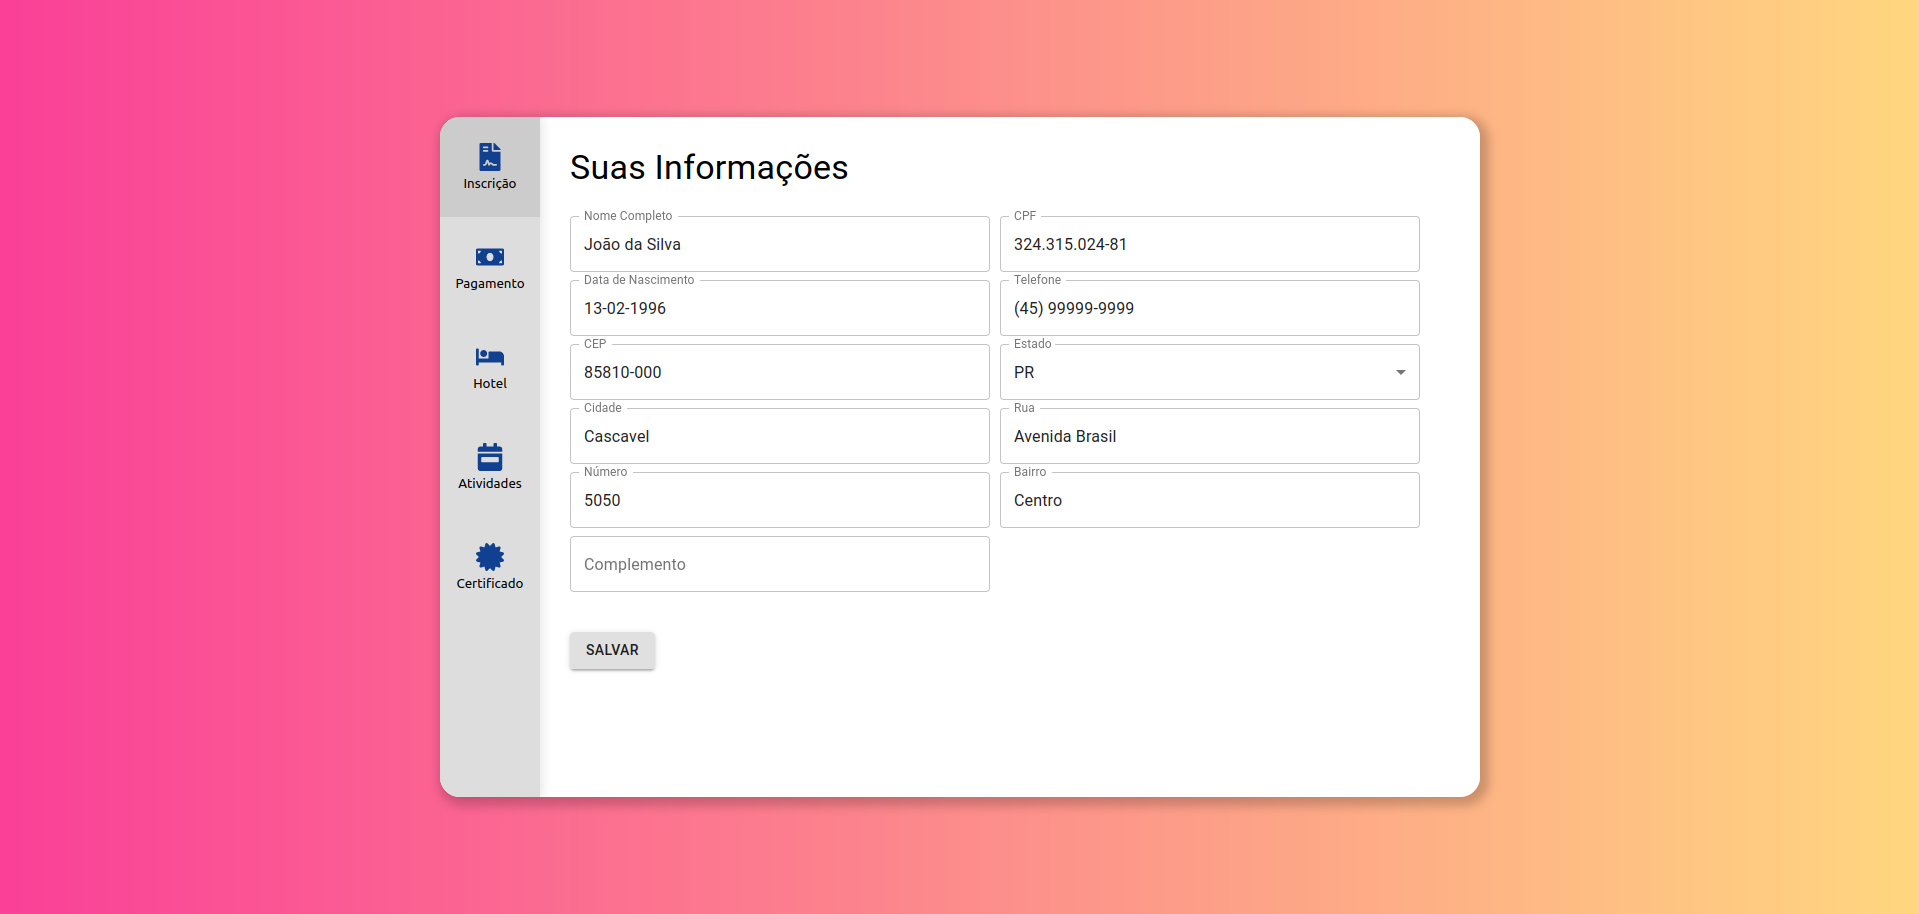 Inscrição
Pagamento
Hotel
Atividades
Certificado
Suas Informações
Nome Completo
João da Silva
CPF
324.315.024-81
Data de Nascimento
13-02-1996
Telefone
(45) 99999-9999
CEP
85810-000
Estado
PR
Cidade
Cascavel
Rua
Avenida Brasil
Número
5050
Bairro
Centro
Complemento
SALVAR